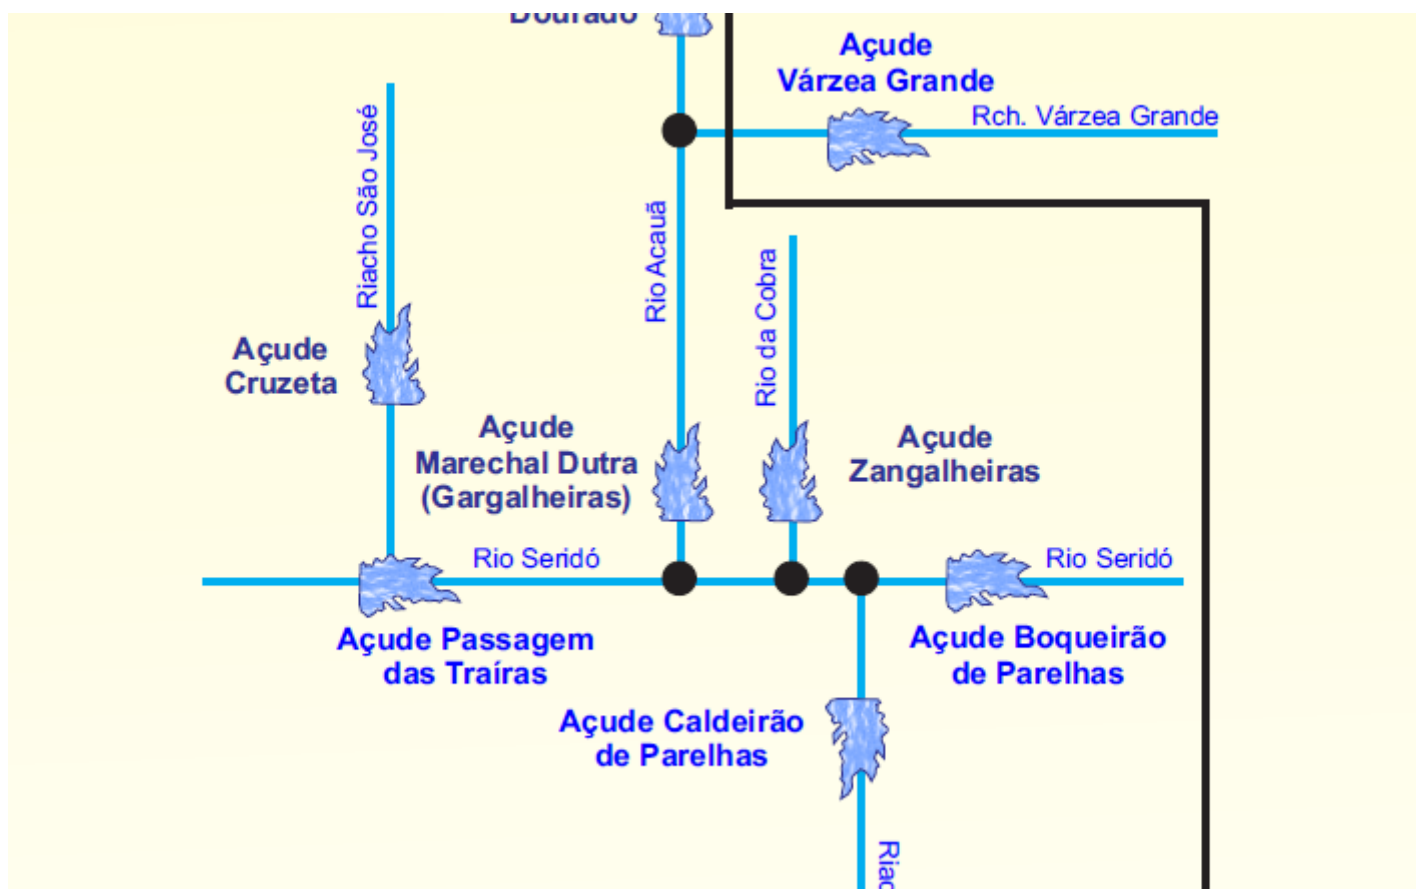 Dourado
Açude
Várzea Grande
Rch. Várzea Grande
Riacho São José
Rio Acauã
Rio da Cobra
Açude
Cruzeta
Açude
Marechal Dutra
(Gargalheiras)
Açude
Zangalheiras
Rio Seridó
Rio Seridó
Açude Passagem
das Traíras
Açude Boqueirão
de Parelhas
Açude Caldeirão
de Parelhas